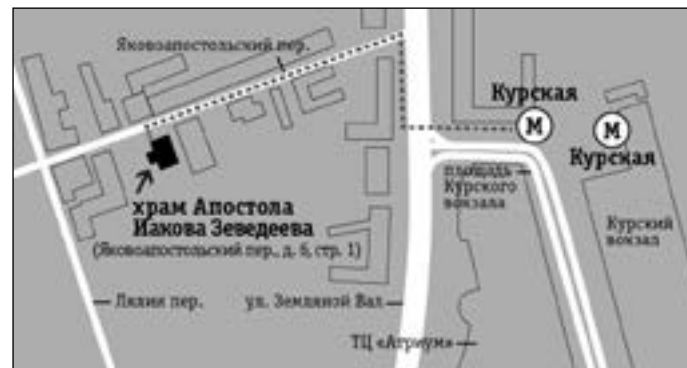 Яковоапостольский пер.
Курская
М
М
Курская
площадь
Курского
вокзала
храм Апостола
Иакова Зеведеева
(Яковоапостольский пер., д. 6, стр. 1)
Курский
вокзал
Лялин пер.
ул. Земляной Вал
ТЦ «Атриум»